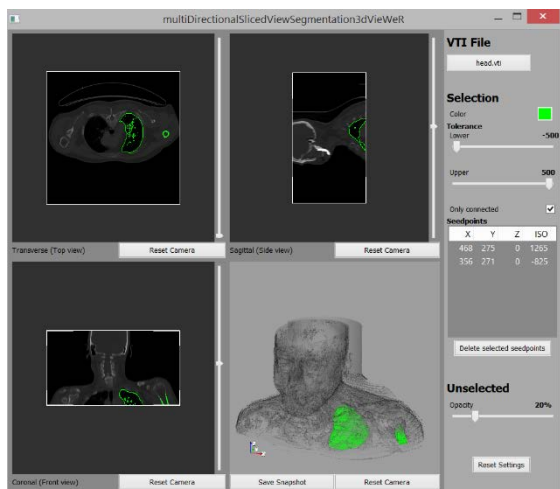 multiDirectionalSlicedViewSegmentation3dVieWeR
VTI File
head.vti
Selection
Color
Tolerance
Lower -500
Upper 500
Only connected
Seedpoints
X Y Z ISO
468 275 0 1265
356 271 0 -825
Delete selected seedpoints
Unselected
Opacity 20%
Reset Settings
Transverse (Top view) Reset Camera
Sagittal (Side view) Reset Camera
Coronal (Front view) Reset Camera
Save Snapshot Reset Camera